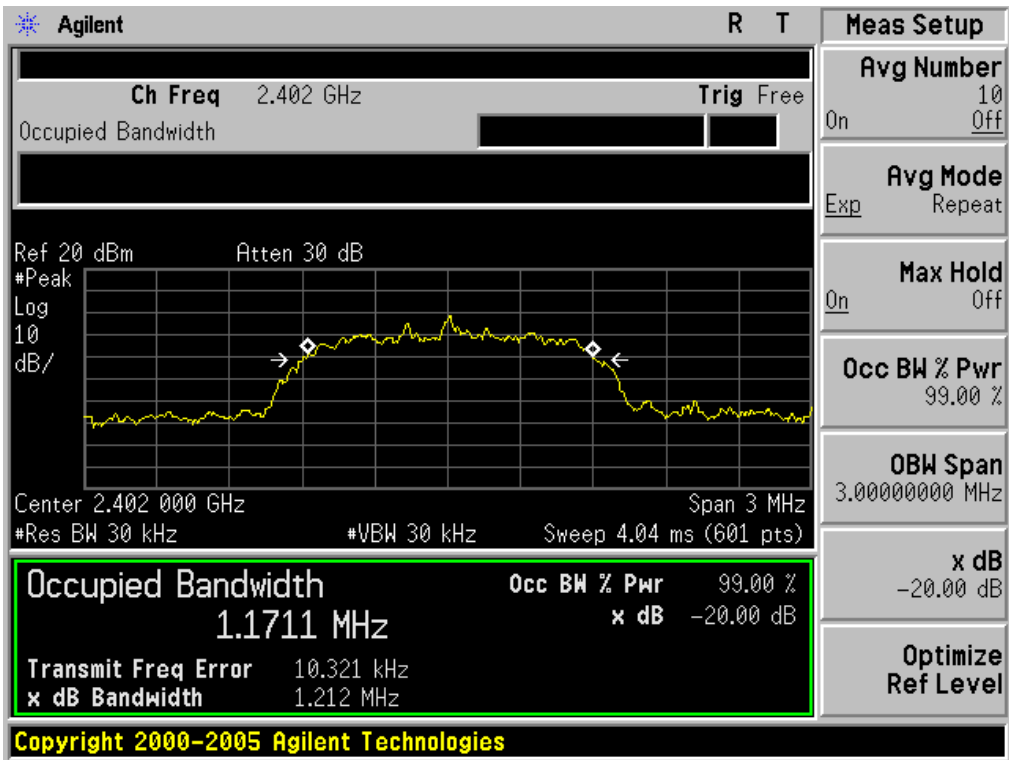 Agilent R T
Ch Freq 2.402 GHz Trig Free
Occupied Bandwidth
Ref 20 dBm Atten 30 dB
#Peak
Log
10
dB/
Center 2.402 000 GHz Span 3 MHz
#Res BW 30 kHz #VBW 30 kHz Sweep 4.04 ms (601 pts)
Occupied Bandwidth Occ BW % Pwr 99.00 %
1.1711 MHz x dB -20.00 dB
Transmit Freq Error 10.321 kHz
x dB Bandwidth 1.212 MHz
Copyright 2000-2005 Agilent Technologies
Meas Setup
Avg Number
10
On Off
Avg Mode
Exp Repeat
Max Hold
On Off
Occ BW % Pwr
99.00 %
OBW Span
3.00000000 MHz
x dB
-20.00 dB
Optimize
Ref Level